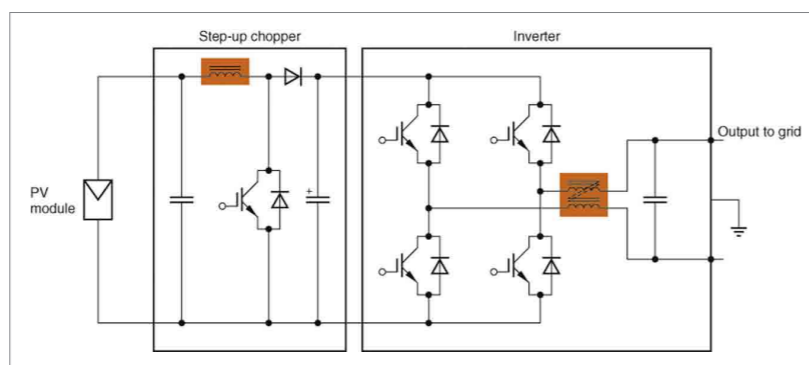 Step-up chopper
Inverter
Output to grid
PV
module
+